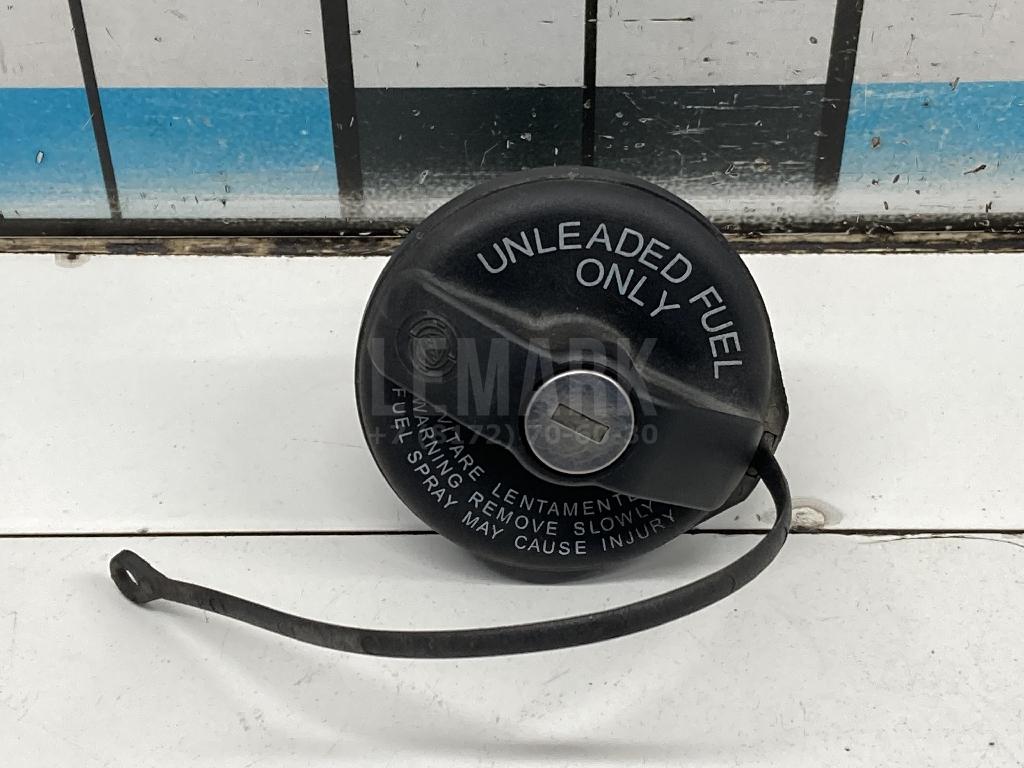 UNLEADED FUEL
ONLY
LEMARK
SVITARE LENTAMENTE
WARNING REMOVE SLOWLY
FUEL SPRAY MAY CAUSE INJURY